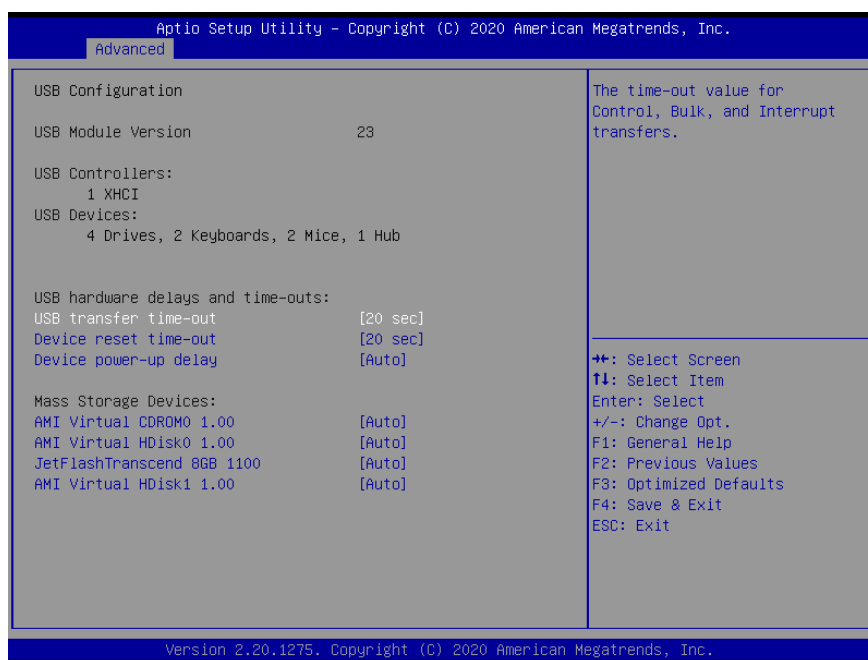 Aptio Setup Utility – Copyright (C) 2020 American Megatrends, Inc.
Advanced
USB Configuration
USB Module Version 23
USB Controllers:
1 XHCI
USB Devices:
4 Drives, 2 Keyboards, 2 Mice, 1 Hub
USB hardware delays and time-outs:
USB transfer time-out [20 sec]
Device reset time-out [20 sec]
Device power-up delay [Auto]
Mass Storage Devices:
AMI Virtual CDROM0 1.00 [Auto]
AMI Virtual HDisk0 1.00 [Auto]
JetFlashTranscend 8GB 1100 [Auto]
AMI Virtual HDisk1 1.00 [Auto]
The time-out value for
Control, Bulk, and Interrupt
transfers.
→←: Select Screen
↑↓: Select Item
Enter: Select
+/-: Change Opt.
F1: General Help
F2: Previous Values
F3: Optimized Defaults
F4: Save & Exit
ESC: Exit
Version 2.20.1275. Copyright (C) 2020 American Megatrends, Inc.